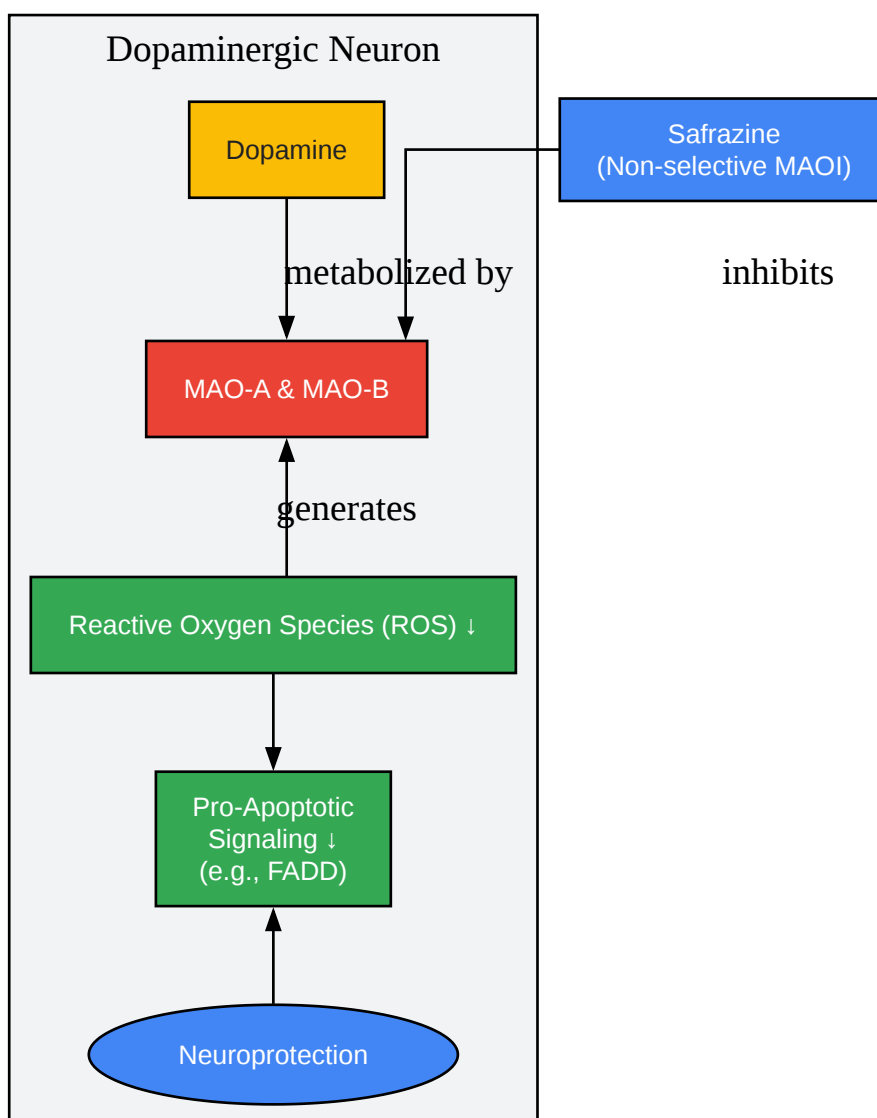 Dopaminergic Neuron
Dopamine
Safrazine
(Non-selective MAOI)
metabolized by
inhibits
MAO-A & MAO-B
generates
Reactive Oxygen Species (ROS) ↓
Pro-Apoptotic
Signaling ↓
(e.g., FADD)
Neuroprotection